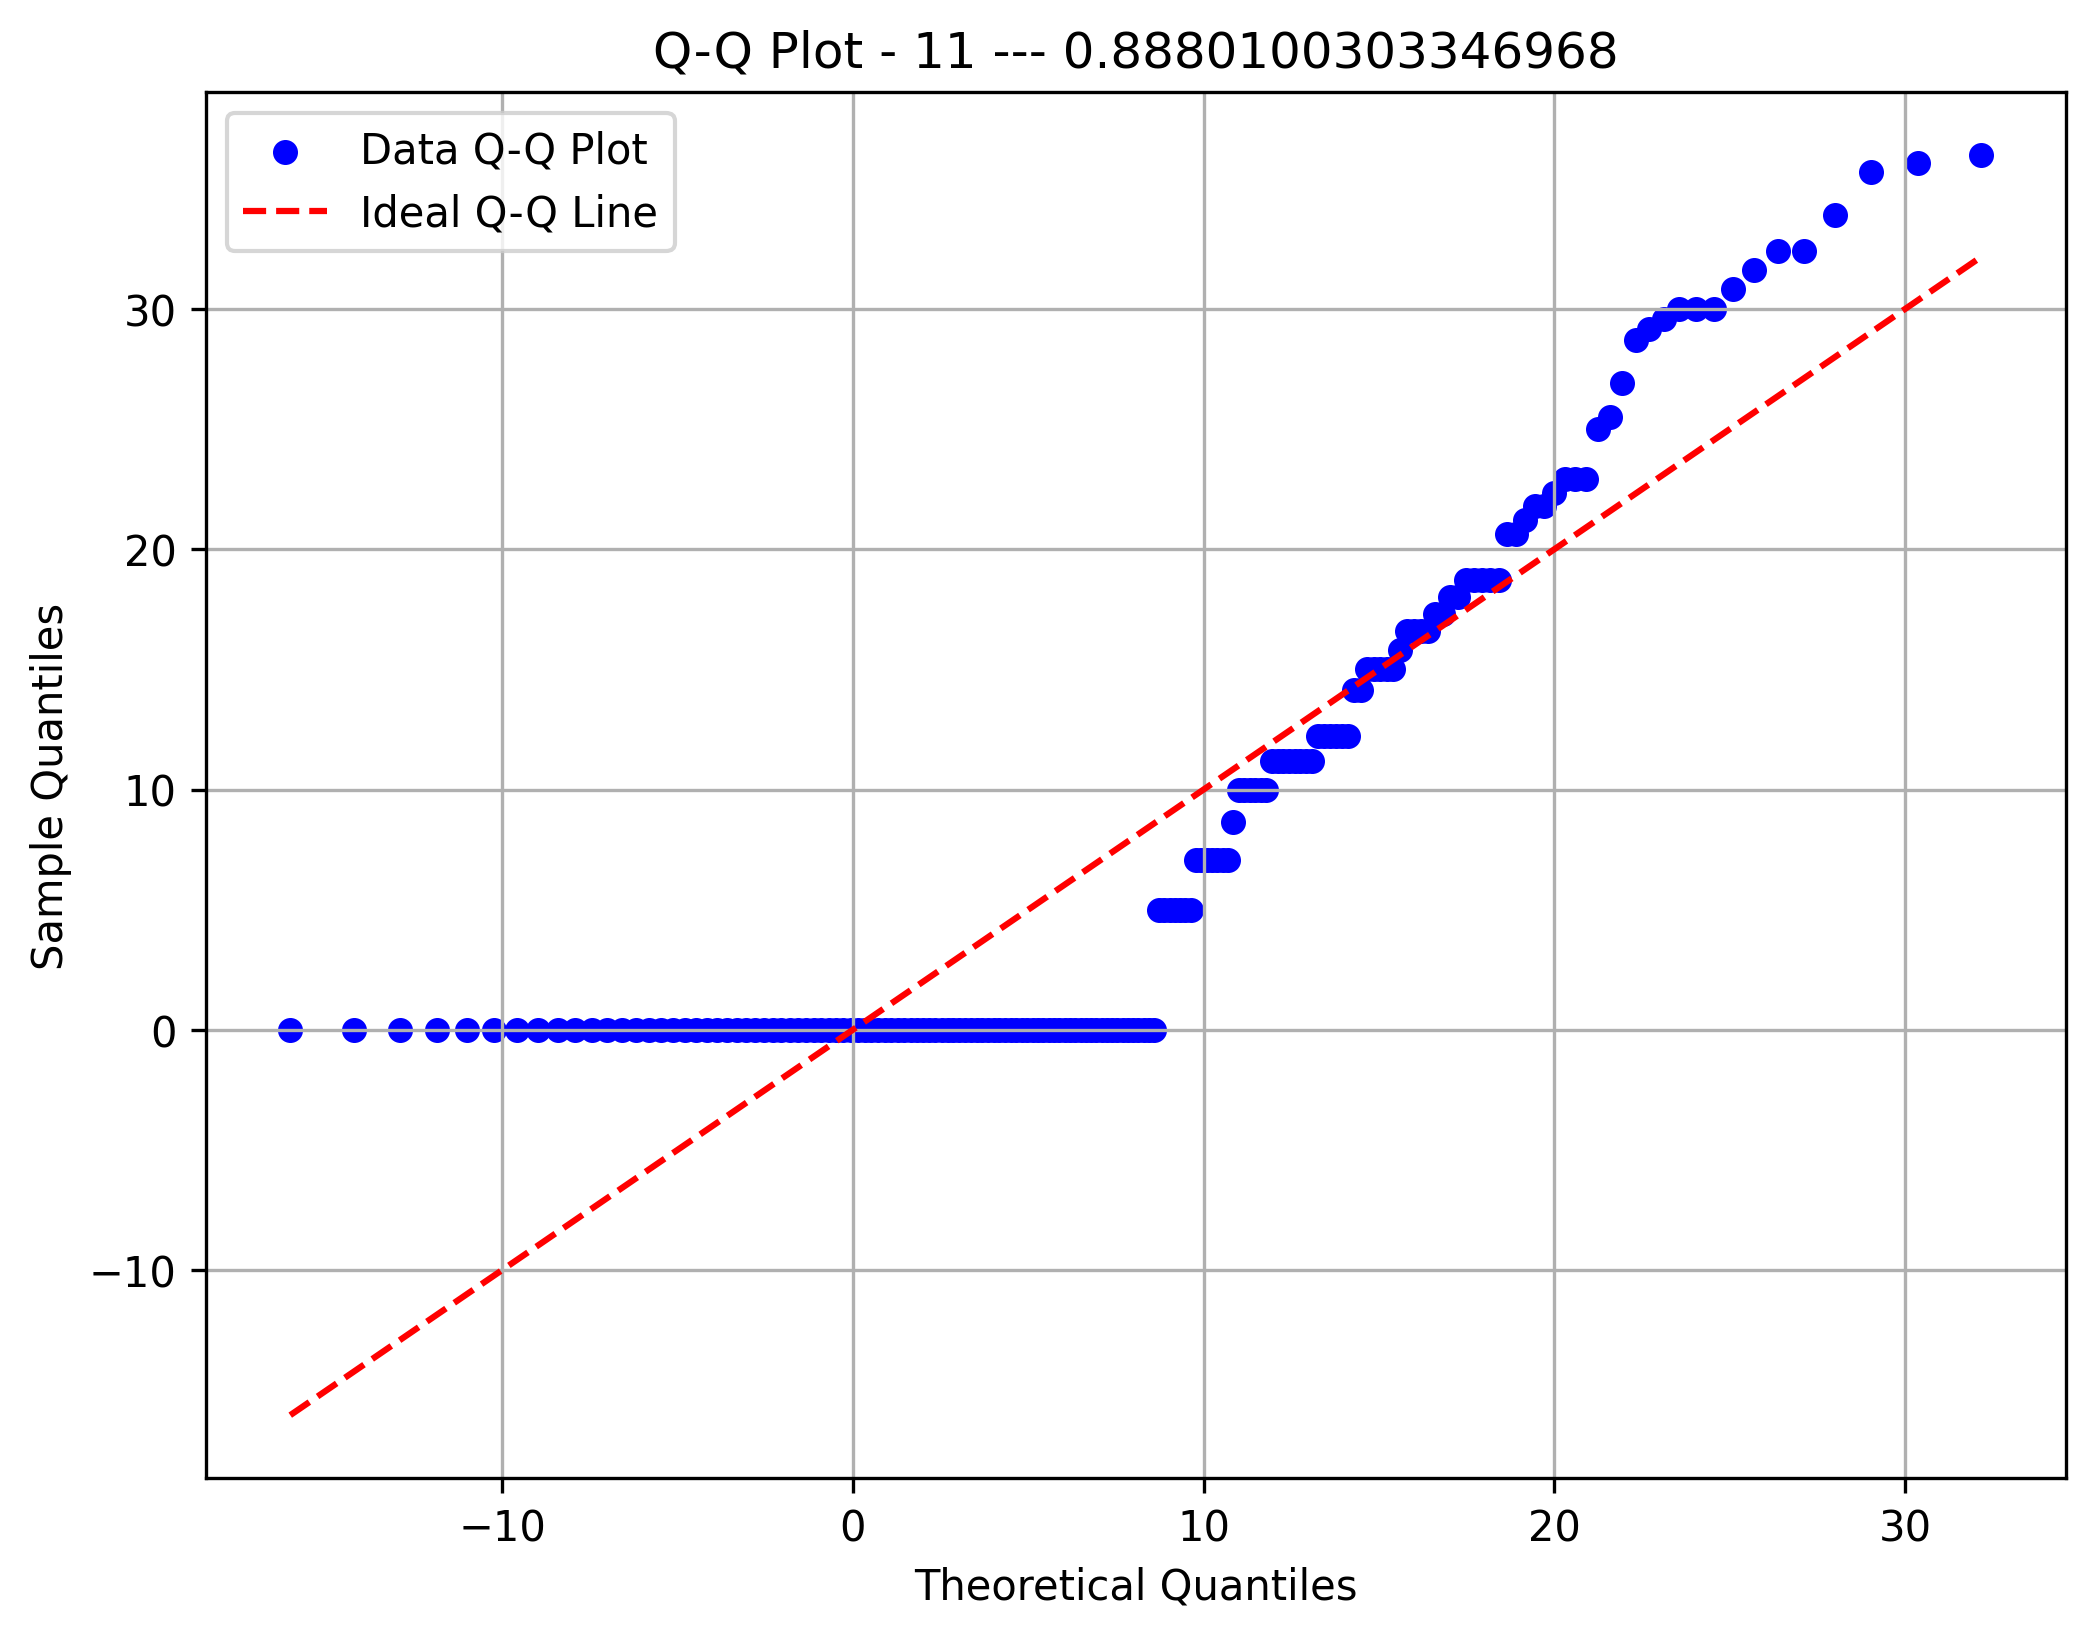 Q-Q Plot - 11 --- 0.8880100303346968
Data Q-Q Plot
Ideal Q-Q Line
Sample Quantiles
30
20
10
0
−10
−10 0 10 20 30
Theoretical Quantiles